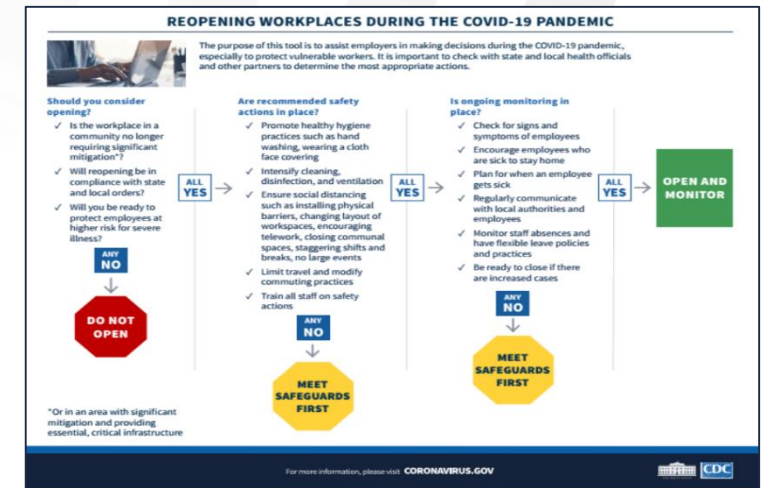 REOPENING WORKPLACES DURING THE COVID-19 PANDEMIC
The purpose of this tool is to assist employers in making decisions during the COVID-19 pandemic,
especially to protect vulnerable workers. It is important to check with state and local health officials
and other partners to determine the most appropriate actions.
Should you consider
opening?
✓ Is the workplace in a
community no longer
requiring significant
mitigation*?
✓ Will reopening be in
compliance with state
and local orders?
✓ Will you be ready to
protect employees at
higher risk for severe
illness?
ANY
NO
DO NOT
OPEN
ALL
YES
Are recommended safety
actions in place?
✓ Promote healthy hygiene
practices such as hand
washing, wearing a cloth
face covering
✓ Intensify cleaning,
disinfection, and ventilation
✓ Ensure social distancing
such as installing physical
barriers, changing layout of
workspaces, encouraging
telework, closing communal
spaces, staggering shifts and
breaks, no large events
✓ Limit travel and modify
commuting practices
✓ Train all staff on safety
actions
ANY
NO
MEET
SAFEGUARDS
FIRST
ALL
YES
Is ongoing monitoring in
place?
✓ Check for signs and
symptoms of employees
✓ Encourage employees who
are sick to stay home
✓ Plan for when an employee
gets sick
✓ Regularly communicate
with local authorities and
employees
✓ Monitor staff absences and
have flexible leave policies
and practices
✓ Be ready to close if there
are increased cases
ANY
NO
MEET
SAFEGUARDS
FIRST
ALL
YES
OPEN AND
MONITOR
*Or in an area with significant
mitigation and providing
essential, critical infrastructure
For more information, please visit CORONAVIRUS.GOV
CDC